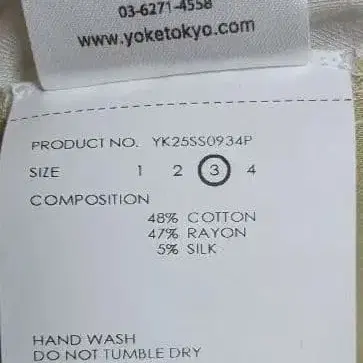 03-6271-4558
www.yoketokyo.com
PRODUCT NO. YK25SS0934P
SIZE 1 2 3 4
COMPOSITION
48% COTTON
47% RAYON
5% SILK
HAND WASH
DO NOT TUMBLE DRY